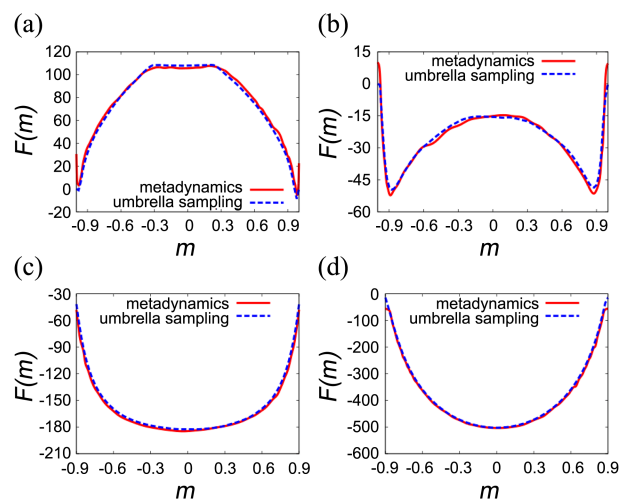 (a)
120
100
80
60
40
20
0
-20
F(m)
metadynamics
umbrella sampling
-0.9 -0.6 -0.3 0 0.3 0.6 0.9
m
(b)
15
0
-15
-30
-45
-60
F(m)
metadynamics
umbrella sampling
-0.9 -0.6 -0.3 0 0.3 0.6 0.9
m
(c)
-30
-60
-90
-120
-150
-180
-210
F(m)
metadynamics
umbrella sampling
-0.9 -0.6 -0.3 0 0.3 0.6 0.9
m
(d)
0
-100
-200
-300
-400
-500
-600
F(m)
metadynamics
umbrella sampling
-0.9 -0.6 -0.3 0 0.3 0.6 0.9
m